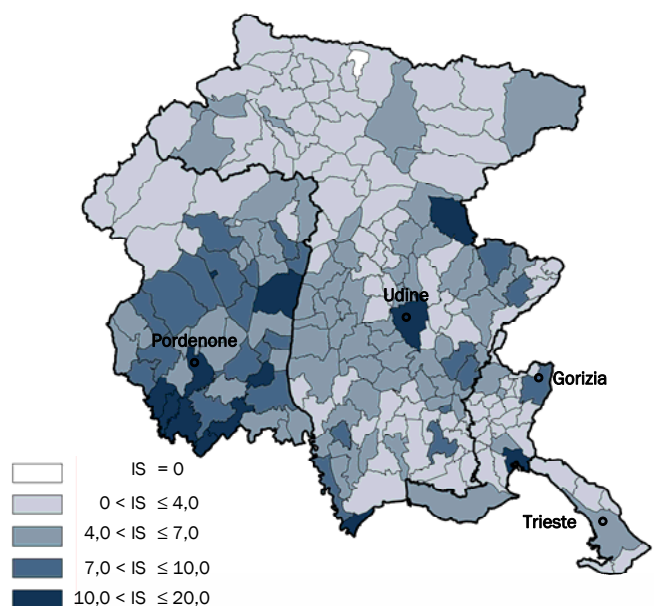 Udine
Pordenone
Gorizia
Trieste
IS = 0
0 < IS ≤ 4,0
4,0 < IS ≤ 7,0
7,0 < IS ≤ 10,0
10,0 < IS ≤ 20,0